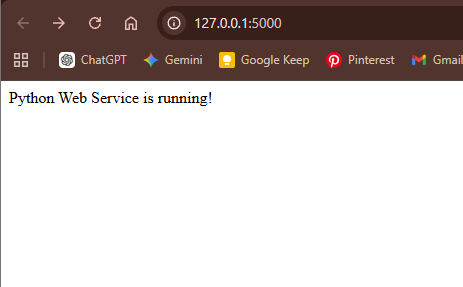 127.0.0.1:5000
ChatGPT Gemini Google Keep Pinterest Gmail
Python Web Service is running!